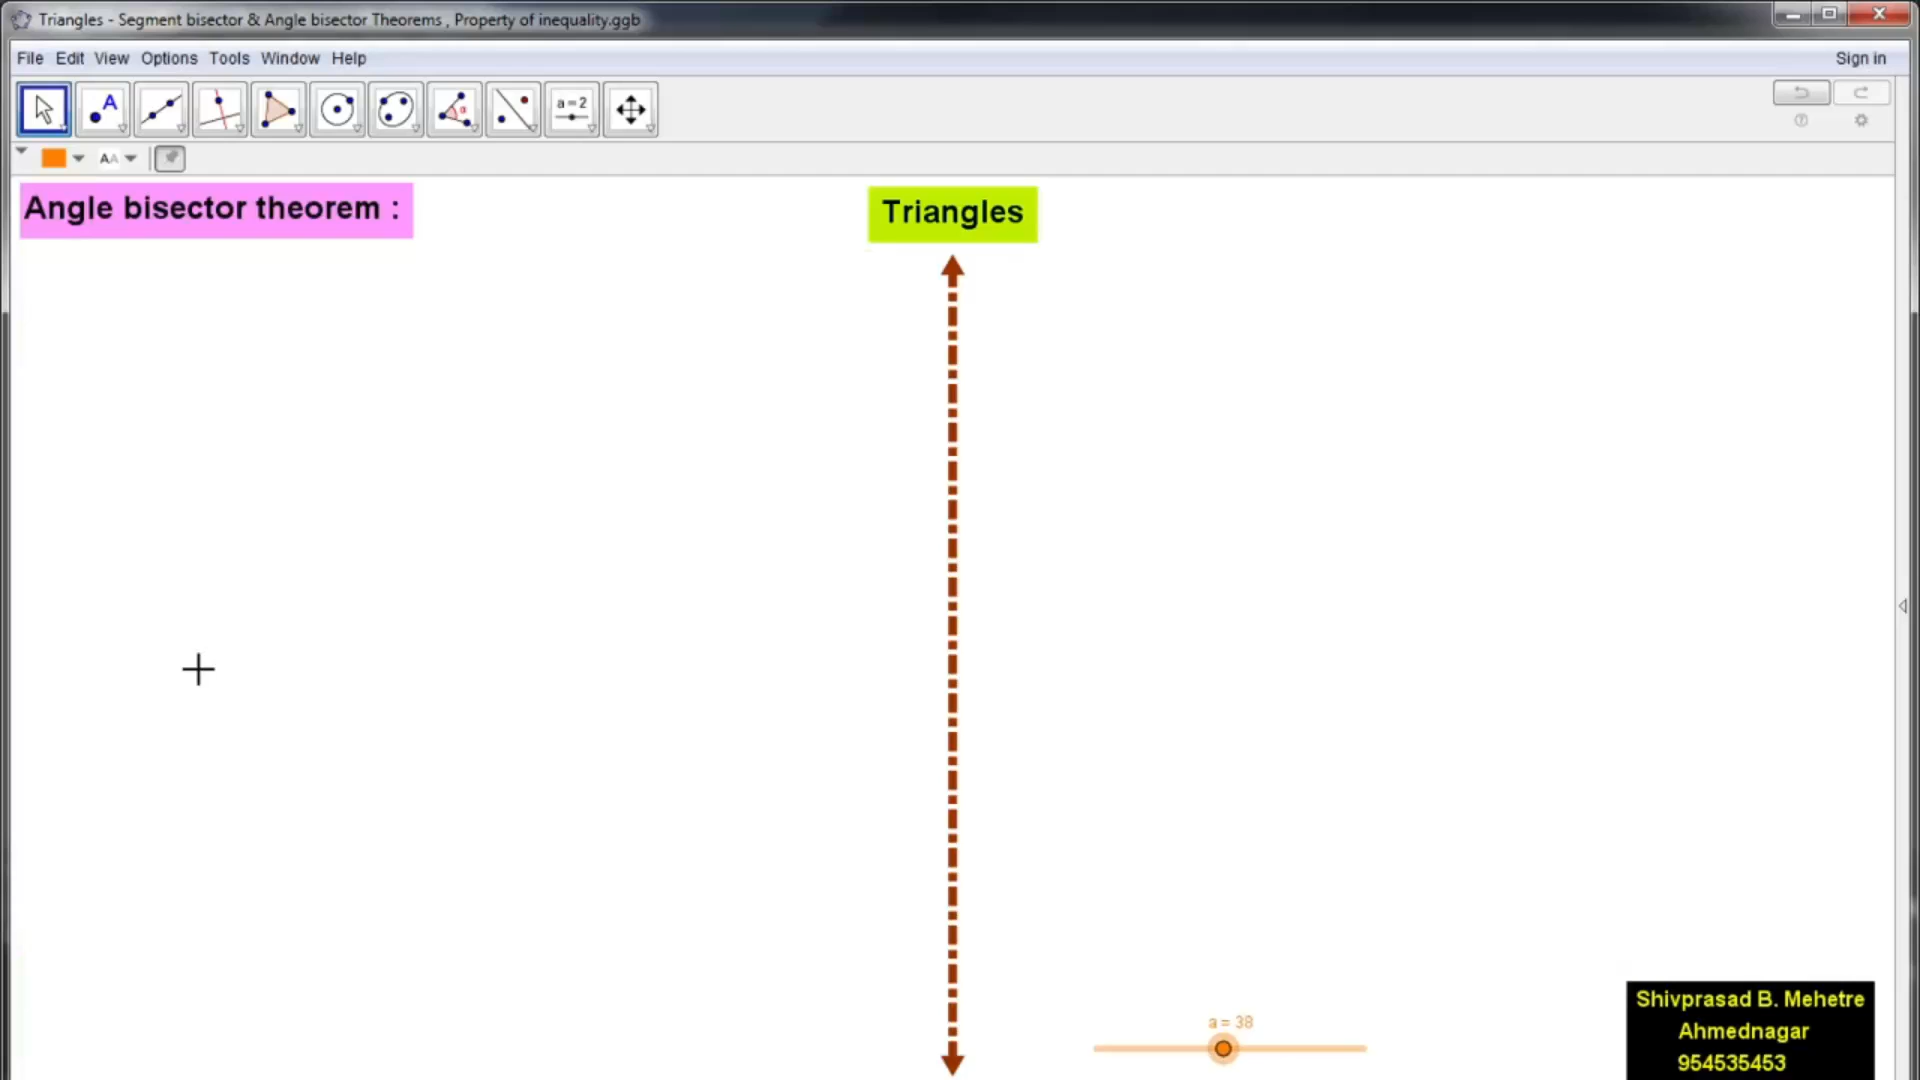 Triangles - Segment bisector & Angle bisector Theorems , Property of inequality.ggb
File Edit View Options Tools Window Help
Sign in
A
α
a = 2
AA
Angle bisector theorem :
Triangles
a = 38
Shivprasad B. Mehetre
Ahmednagar
954535453